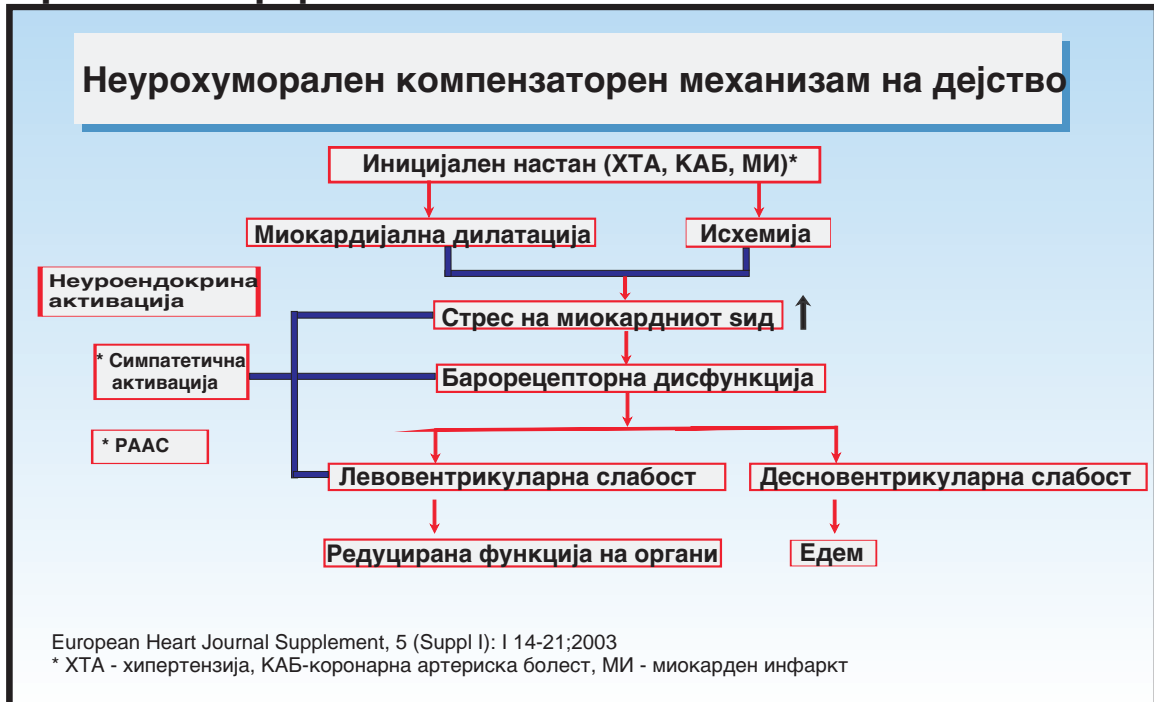 Неурохуморален компензаторен механизам на дејство
Иницијален настан (ХТА, КАБ, МИ)*
Миокардијална дилатација
Исхемија
Неуроендокрина
активација
Стрес на миокардниот ѕид
* Симпатетична
активација
Барорецепторна дисфункција
* РААС
Левовентрикуларна слабост
Десновентрикуларна слабост
Редуцирана функција на органи
Едем
European Heart Journal Supplement, 5 (Suppl I): I 14-21;2003
* ХТА - хипертензија, КАБ-коронарна артериска болест, МИ - миокарден инфаркт